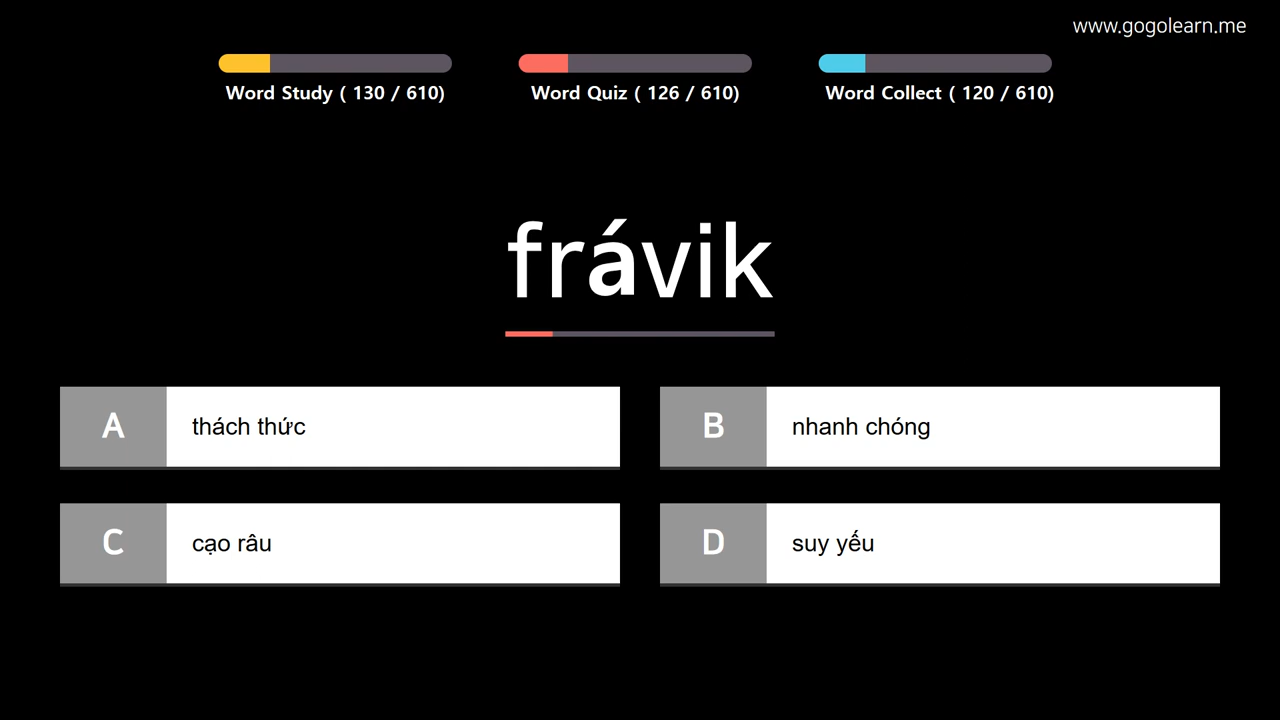 www.gogolearn.me
Word Study ( 130 / 610)
Word Quiz ( 126 / 610)
Word Collect ( 120 / 610)
frávik
A thách thức
B nhanh chóng
C cạo râu
D suy yếu